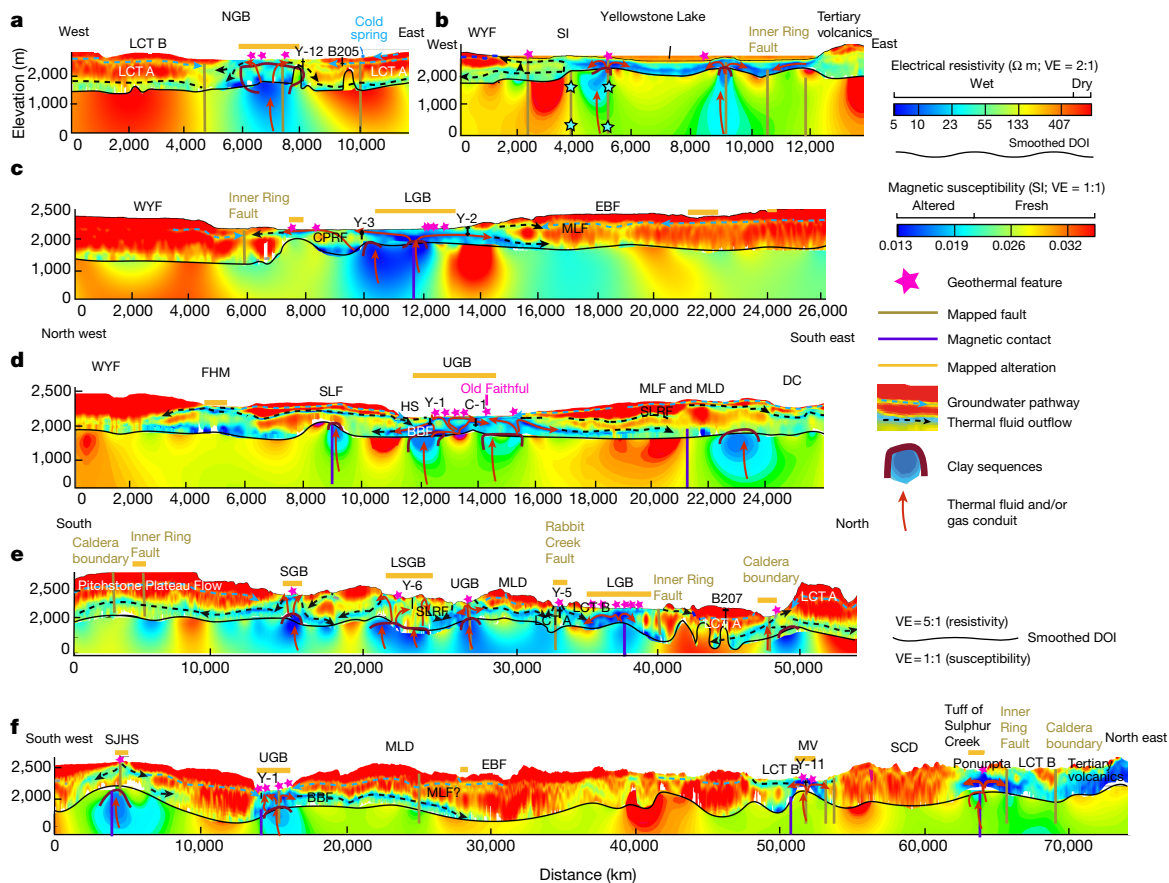 a
West
LCT B
NGB
Cold
spring
East
Y-12 B205
LCT A
LCT A
Elevation (m)
2,000
1,000
0
0
2,000
4,000
6,000
8,000
10,000
b
West
WYF
SI
Yellowstone Lake
Inner Ring
Fault
Tertiary
volcanics
East
2,000
1,000
0
0
2,000
4,000
6,000
8,000
10,000
12,000
Electrical resistivity (Ω m; VE = 2:1)
Wet
Dry
5
10
23
55
133
407
Smoothed DOI
Magnetic susceptibility (SI; VE = 1:1)
Altered
Fresh
0.013
0.019
0.026
0.032
Geothermal feature
Mapped fault
Magnetic contact
Mapped alteration
Groundwater pathway
Thermal fluid outflow
Clay sequences
Thermal fluid and/or
gas conduit
c
WYF
Inner Ring
Fault
LGB
Y-3
Y-2
EBF
CPRF
MLF
2,500
2,000
1,000
0
0
2,000
4,000
6,000
8,000
10,000
12,000
14,000
16,000
18,000
20,000
22,000
24,000
26,000
North west
South east
d
WYF
FHM
SLF
UGB
Old Faithful
HS
Y-1
C-1
BBF
MLF and MLD
SLRF
DC
2,500
2,000
1,000
0
0
2,000
4,000
6,000
8,000
10,000
12,000
14,000
16,000
18,000
20,000
22,000
24,000
South
North
e
Caldera
boundary
Inner Ring
Fault
SGB
LSGB
Y-6
UGB
MLD
Rabbit
Creek
Fault
Y-5
LGB
Inner Ring
Fault
B207
Caldera
boundary
Pitchstone Plateau Flow
SLRF
LCT B
LCT A
LCT A
LCT A
2,500
2,000
1,000
0
0
10,000
20,000
30,000
40,000
50,000
VE = 5:1 (resistivity)
Smoothed DOI
VE = 1:1 (susceptibility)
f
South west
SJHS
UGB
Y-1
BBF
MLD
EBF
MLF?
LCT B
MV
Y-11
SCD
Tuff of
Sulphur
Creek
Ponuntpa
Inner
Ring
Fault
LCT B
Caldera
boundary
North east
Tertiary
volcanics
2,500
2,000
0
0
10,000
20,000
30,000
40,000
50,000
60,000
70,000
Distance (km)